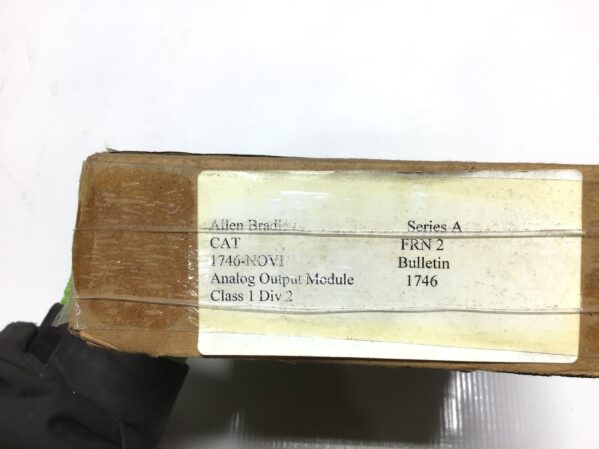 Allen Bradl
Series A
CAT
FRN 2
1746-NOVI
Bulletin
Analog Output Module
1746
Class 1 Div 2